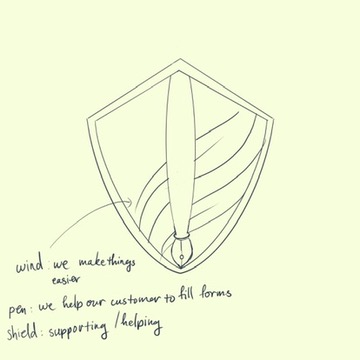 wind: we make things
easier
pen: we help our customer to fill forms
shield: supporting / helping